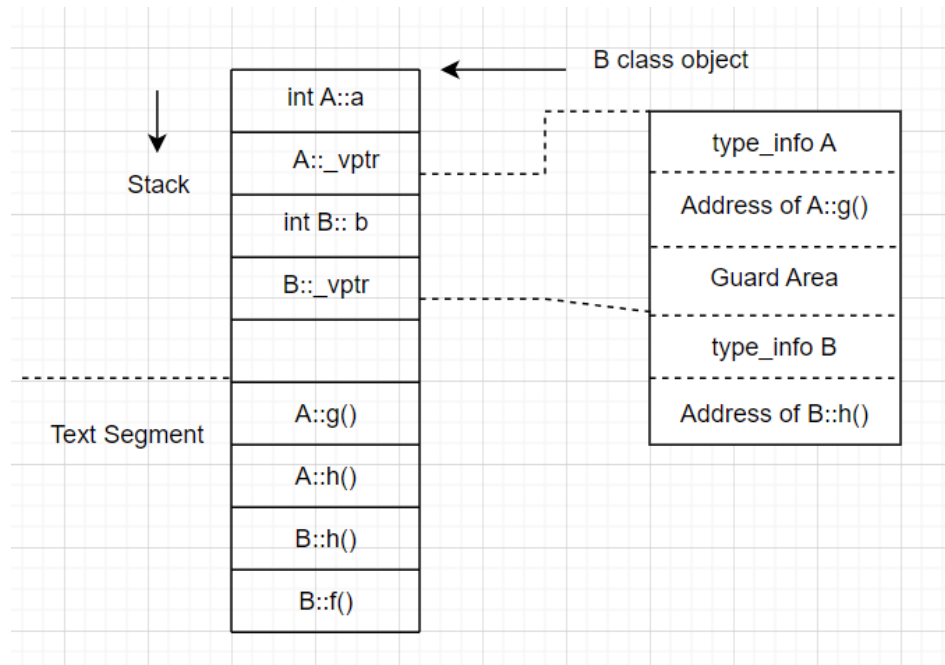 B class object
int A::a
A::_vptr
Stack
int B:: b
B::_vptr
Text Segment
A::g()
A::h()
B::h()
B::f()
type_info A
Address of A::g()
Guard Area
type_info B
Address of B::h()